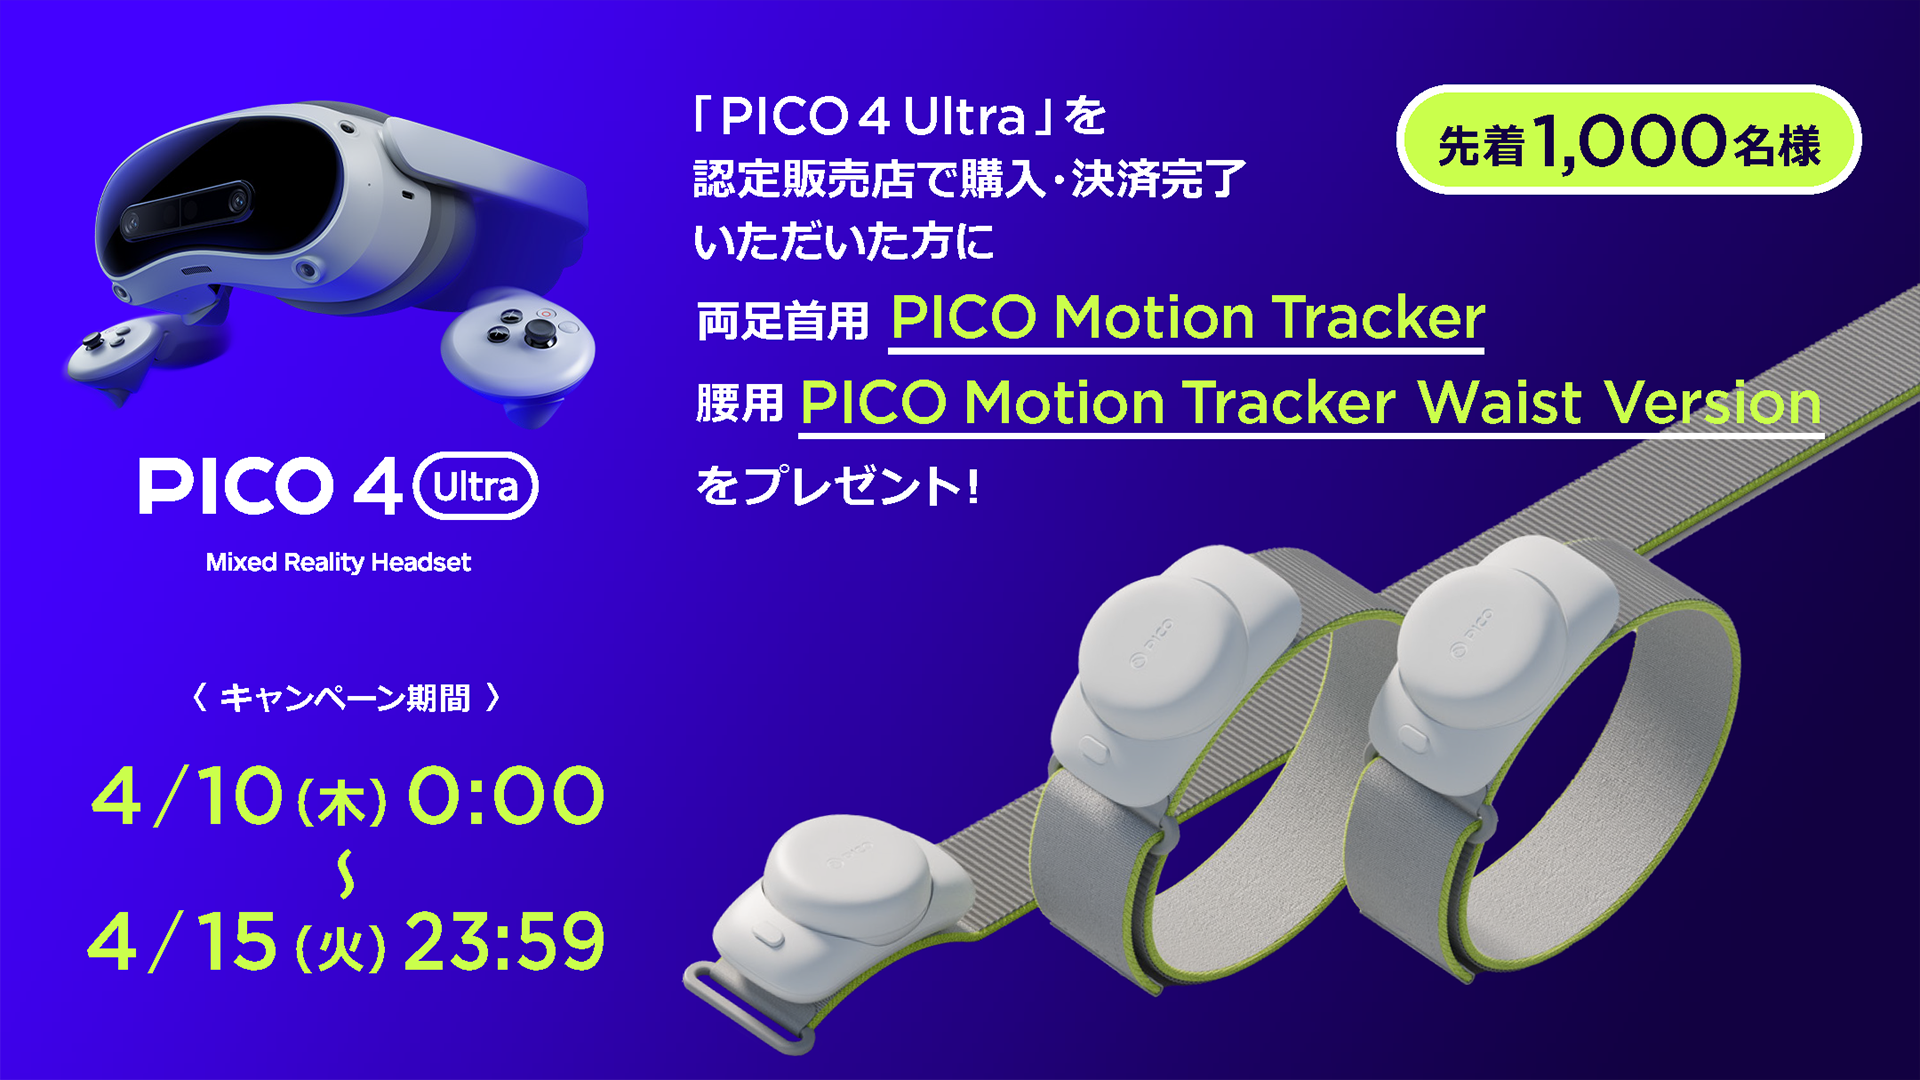 「PICO 4 Ultra」を
認定販売店で購入・決済完了
いただいた方に
先着1,000名様
両足首用 PICO Motion Tracker
腰用 PICO Motion Tracker Waist Version
をプレゼント!
PICO 4 Ultra
Mixed Reality Headset
〈 キャンペーン期間 〉
4/10(木) 0:00
〜
4/15(火) 23:59
PICO
PICO
PICO